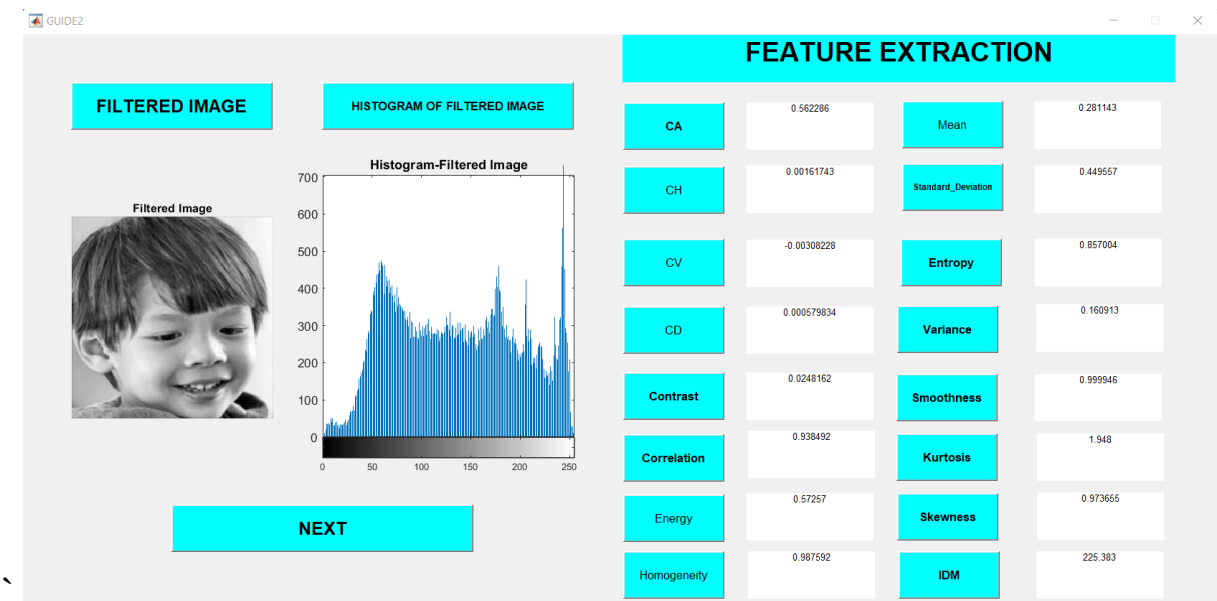 GUIDE2
FEATURE EXTRACTION
FILTERED IMAGE
HISTOGRAM OF FILTERED IMAGE
Filtered Image
Histogram-Filtered Image
700
600
500
400
300
200
100
0
0 50 100 150 200 250
NEXT
CA 0.562286 Mean 0.281143
CH 0.00161743 Standard_Deviation 0.449557
CV -0.00308228 Entropy 0.857004
CD 0.000579834 Variance 0.160913
Contrast 0.0248162 Smoothness 0.999946
Correlation 0.938492 Kurtosis 1.948
Energy 0.57257 Skewness 0.973655
Homogeneity 0.987592 IDM 225.383